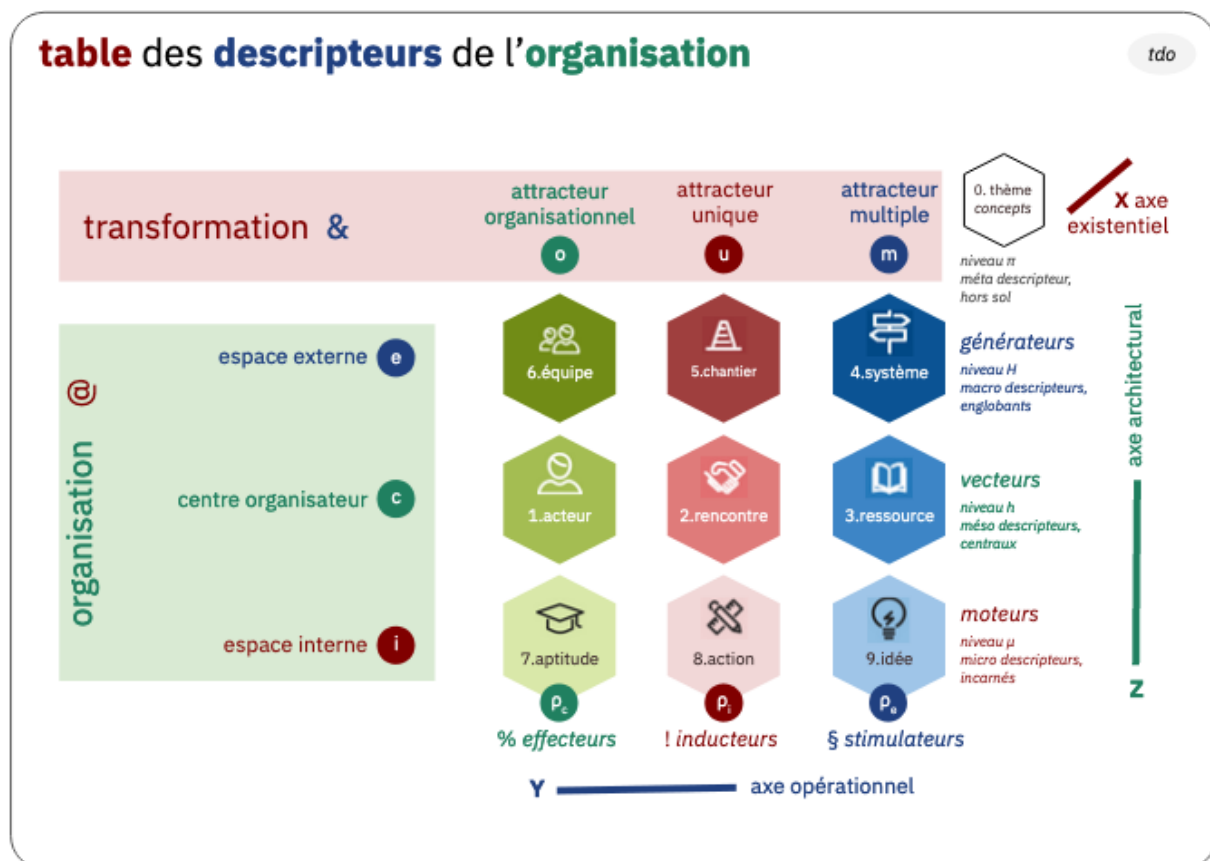 table des descripteurs de l'organisation
tdo
transformation &
attracteur
organisationnel
o
attracteur
unique
u
attracteur
multiple
m
0. thème
concepts
niveau π
méta descripteur,
hors sol
X axe
existentiel
organisation @
espace externe e
6.équipe
5.chantier
4.système
générateurs
niveau H
macro descripteurs,
englobants
centre organisateur c
1.acteur
2.rencontre
3.ressource
vecteurs
niveau h
méso descripteurs,
centraux
espace interne i
7.aptitude
8.action
9.idée
moteurs
niveau μ
micro descripteurs,
incarnés
axe architectural
Z
ρc
ρi
ρe
% effecteurs
! inducteurs
§ stimulateurs
Y axe opérationnel